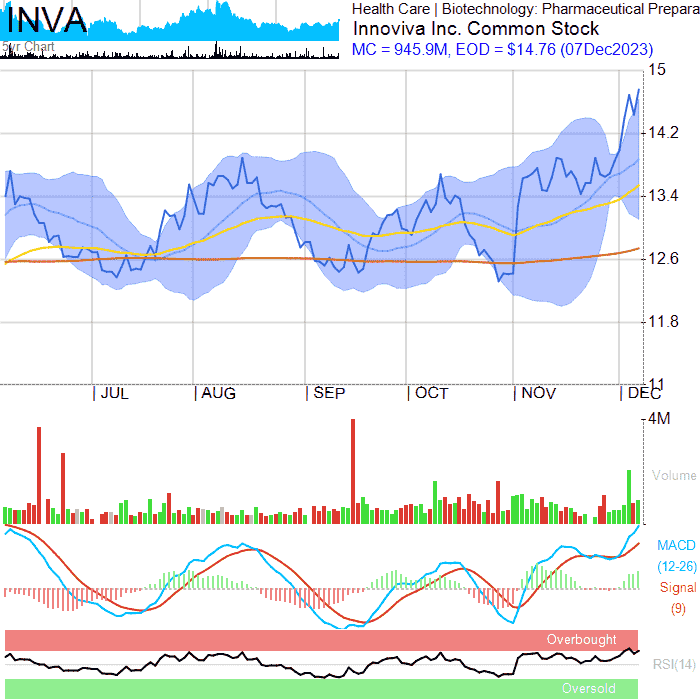 INVA
5yr Chart
Health Care | Biotechnology: Pharmaceutical Prepara
Innoviva Inc. Common Stock
MC = 945.9M, EOD = $14.76 (07Dec2023)
15
14.2
13.4
12.6
11.8
11
JUL AUG SEP OCT NOV DEC
4M
Volume
MACD
(12-26)
Signal
(9)
Overbought
RSI(14)
Oversold